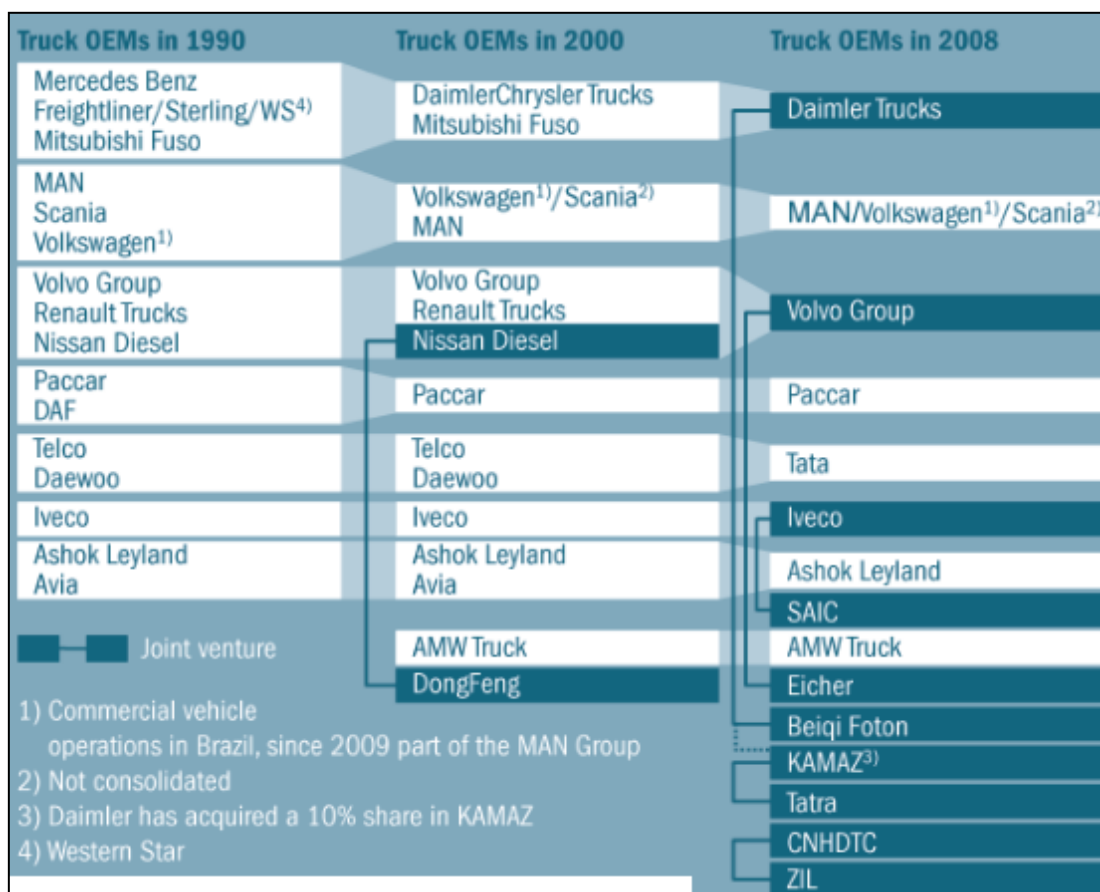 Truck OEMs in 1990
Mercedes Benz
Freightliner/Sterling/WS4)
Mitsubishi Fuso
MAN
Scania
Volkswagen1)
Volvo Group
Renault Trucks
Nissan Diesel
Paccar
DAF
Telco
Daewoo
Iveco
Ashok Leyland
Avia
Truck OEMs in 2000
DaimlerChrysler Trucks
Mitsubishi Fuso
Volkswagen1)/Scania2)
MAN
Volvo Group
Renault Trucks
Nissan Diesel
Paccar
Telco
Daewoo
Iveco
Ashok Leyland
Avia
AMW Truck
DongFeng
Truck OEMs in 2008
Daimler Trucks
MAN/Volkswagen1)/Scania2)
Volvo Group
Paccar
Tata
Iveco
Ashok Leyland
SAIC
AMW Truck
Eicher
Beiqi Foton
KAMAZ3)
Tatra
CNHDTC
ZIL
Joint venture
1) Commercial vehicle
operations in Brazil, since 2009 part of the MAN Group
2) Not consolidated
3) Daimler has acquired a 10% share in KAMAZ
4) Western Star